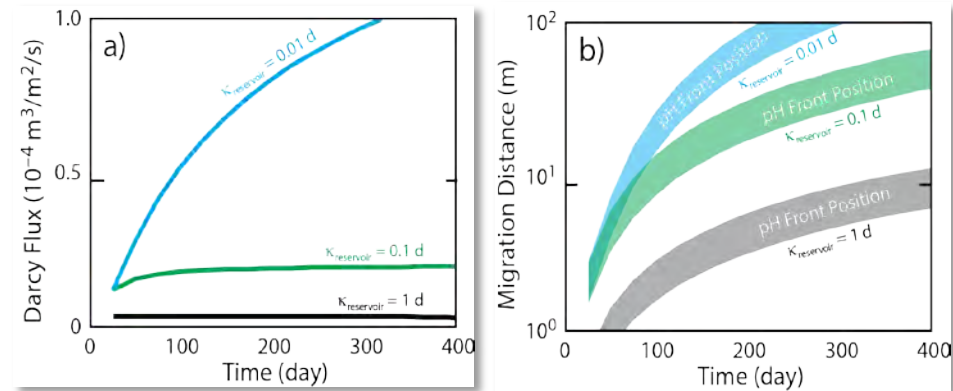 a)
Darcy Flux (10⁻⁴ m³/m²/s)
1.0
0.5
0
κreservoir = 0.01 d
κreservoir = 0.1 d
κreservoir = 1 d
0 100 200 300 400
Time (day)
b)
Migration Distance (m)
10²
10¹
10⁰
pH Front Position
κreservoir = 0.01 d
pH Front Position
κreservoir = 0.1 d
pH Front Position
κreservoir = 1 d
0 100 200 300 400
Time (day)